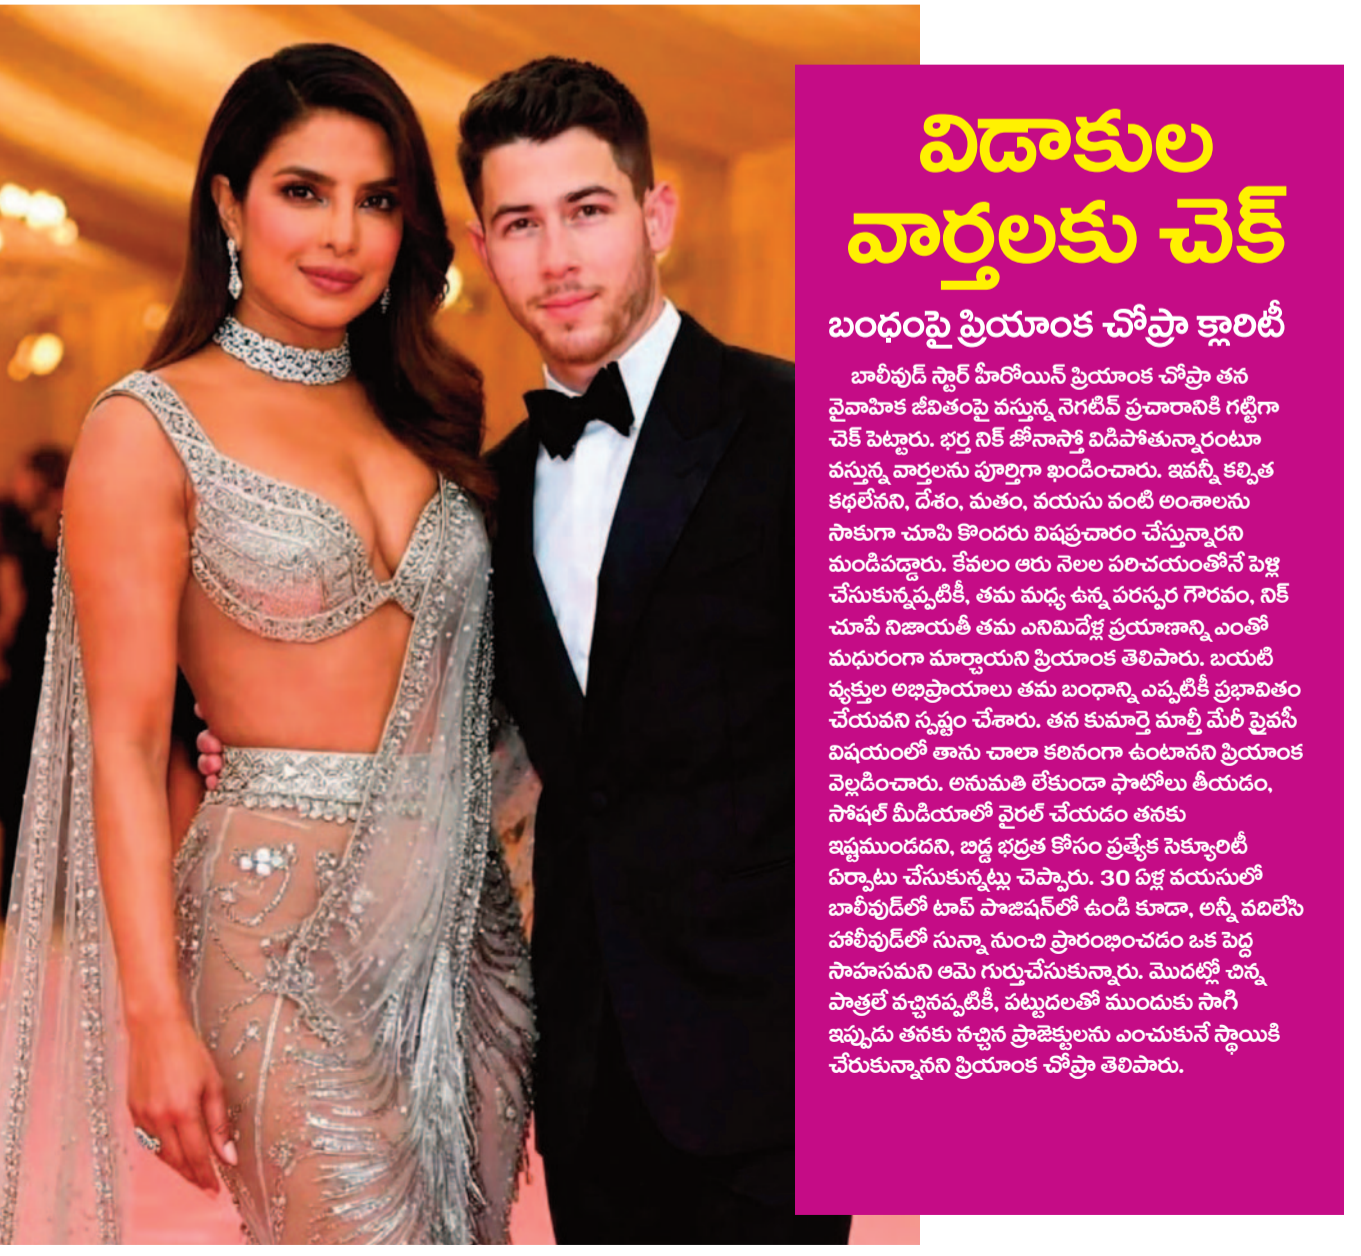 విడాకుల
వార్తలకు చెక్
బంధంపై ప్రియాంక చోప్రా క్లారిటీ
బాలీవుడ్ స్టార్ హీరోయిన్ ప్రియాంక చోప్రా తన
వైవాహిక జీవితంపై వస్తున్న నెగటివ్ ప్రచారానికి గట్టిగా
చెక్ పెట్టారు. భర్త నిక్ జోనాస్తో విడిపోతున్నారంటూ
వస్తున్న వార్తలను పూర్తిగా ఖండించారు. ఇవన్నీ కల్పిత
కథలేనని, దేశం, మతం, వయసు వంటి అంశాలను
సాకుగా చూపి కొందరు విషప్రచారం చేస్తున్నారని
మండిపడ్డారు. కేవలం ఆరు నెలల పరిచయంతోనే పెళ్లి
చేసుకున్నప్పటికీ, తమ మధ్య ఉన్న పరస్పర గౌరవం, నిక్
చూపే నిజాయతీ తమ ఎనిమిదేళ్ల ప్రయాణాన్ని ఎంతో
మధురంగా మార్చాయని ప్రియాంక తెలిపారు. బయటి
వ్యక్తుల అభిప్రాయాలు తమ బంధాన్ని ఎప్పటికీ ప్రభావితం
చేయవని స్పష్టం చేశారు. తన కుమార్తె మాల్తీ మేరీ ప్రైవసీ
విషయంలో తాను చాలా కఠినంగా ఉంటానని ప్రియాంక
వెల్లడించారు. అనుమతి లేకుండా ఫొటోలు తీయడం,
సోషల్ మీడియాలో వైరల్ చేయడం తనకు
ఇష్టముండదని, బిడ్డ భద్రత కోసం ప్రత్యేక సెక్యూరిటీ
ఏర్పాటు చేసుకున్నట్లు చెప్పారు. 30 ఏళ్ల వయసులో
బాలీవుడ్‌లో టాప్ పొజిషన్‌లో ఉండి కూడా, అన్నీ వదిలేసి
హాలీవుడ్‌లో సున్నా నుంచి ప్రారంభించడం ఒక పెద్ద
సాహసమని ఆమె గుర్తుచేసుకున్నారు. మొదట్లో చిన్న
పాత్రలే వచ్చినప్పటికీ, పట్టుదలతో ముందుకు సాగి
ఇప్పుడు తనకు నచ్చిన ప్రాజెక్టులను ఎంచుకునే స్థాయికి
చేరుకున్నానని ప్రియాంక చోప్రా తెలిపారు.